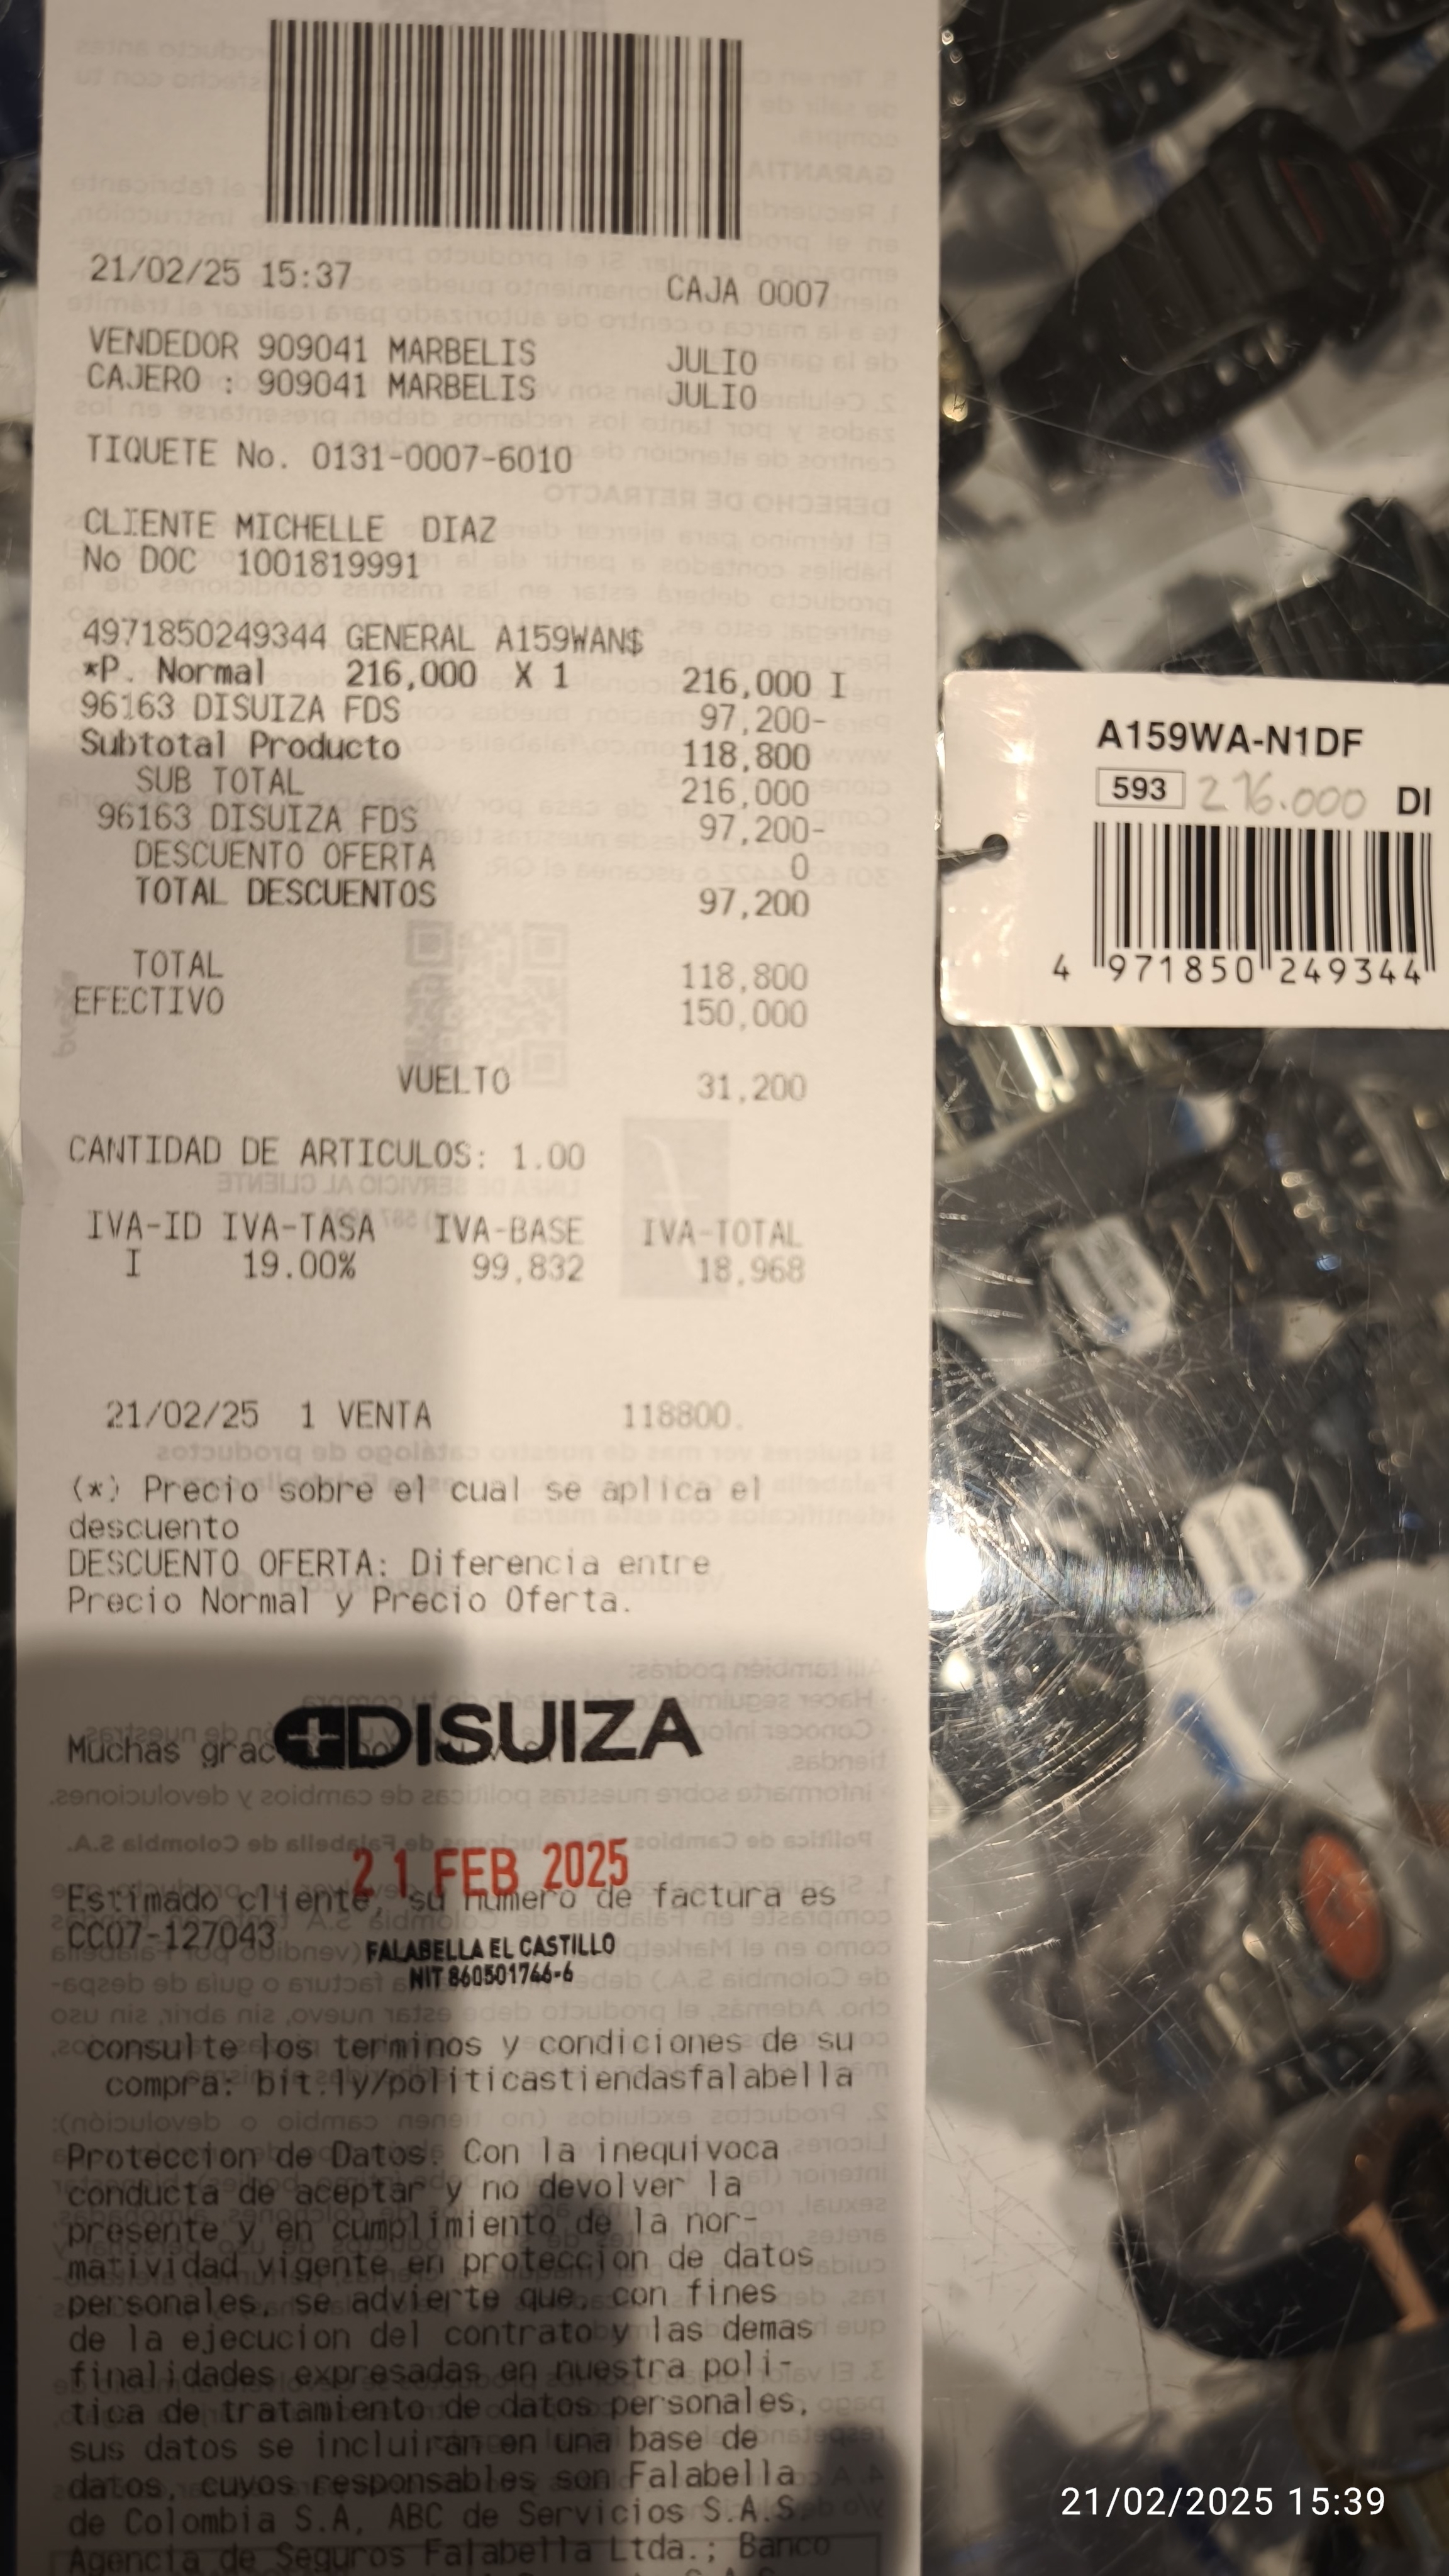 21/02/25 15:37 CAJA 0007
VENDEDOR 909041 MARBELIS JULIO
CAJERO : 909041 MARBELIS JULIO
TIQUETE No. 0131-0007-6010
CLIENTE MICHELLE DIAZ
No DOC 1001819991
4971850249344 GENERAL A159WAN$
*P. Normal 216,000 X 1 216,000 I
96163 DISUIZA FDS 97,200-
Subtotal Producto 118,800
SUB TOTAL 216,000
96163 DISUIZA FDS 97,200-
DESCUENTO OFERTA 0
TOTAL DESCUENTOS 97,200
TOTAL 118,800
EFECTIVO 150,000
VUELTO 31,200
CANTIDAD DE ARTICULOS: 1.00
IVA-ID IVA-TASA IVA-BASE IVA-TOTAL
I 19.00% 99,832 18,968
21/02/25 1 VENTA 118800.
(*) Precio sobre el cual se aplica el
descuento
DESCUENTO OFERTA: Diferencia entre
Precio Normal y Precio Oferta.
DISUIZA
Muchas
21 FEB 2025
Estimado cliente, su numero de factura es
CC07-127043
FALABELLA EL CASTILLO
NIT 860501746-6
consulte los terminos y condiciones de su
compra: bit.ly/politicastiendasfalabella
Proteccion de Datos. Con la inequivoca
conducta de aceptar y no devolver la
presente y en cumplimiento de la nor-
matividad vigente en proteccion de datos
personales, se advierte que, con fines
de la ejecucion del contrato y las demas
finalidades expresadas en nuestra poli-
tica de tratamiento de datos personales,
sus datos se incluiran en una base de
datos, cuyos responsables son Falabella
de Colombia S.A, ABC de Servicios S.A.S.
Agencia de Seguros Falabella Ltda.; Banco
A159WA-N1DF
593 216.000 DI
4 971850 249344
21/02/2025 15:39